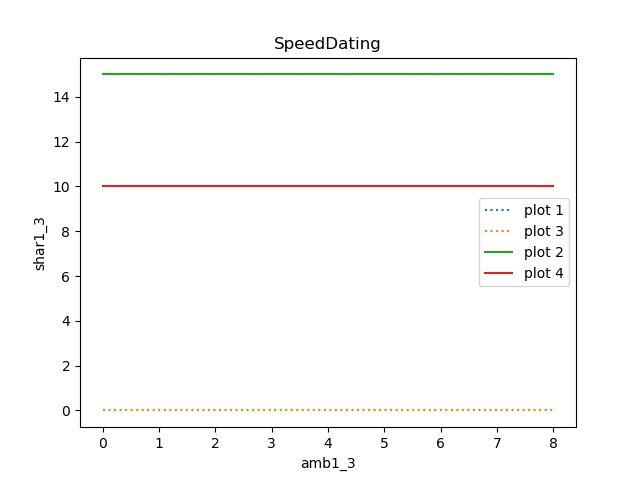 SpeedDating
shar1_3
14
12
10
8
6
4
2
0
plot 1
plot 3
plot 2
plot 4
0 1 2 3 4 5 6 7 8
amb1_3